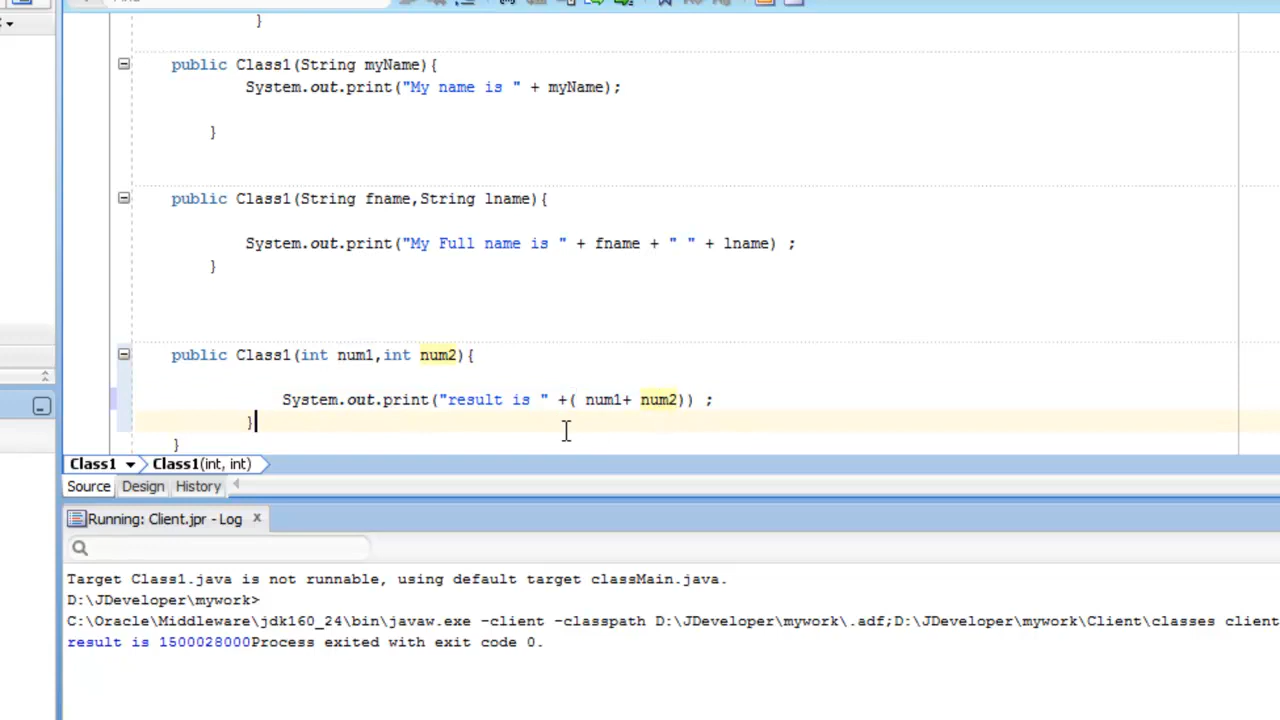 }
public Class1(String myName){
System.out.print("My name is " + myName);
}
public Class1(String fname,String lname){
System.out.print("My Full name is " + fname + " " + lname) ;
}
public Class1(int num1,int num2){
System.out.print("result is " +( num1+ num2)) ;
}
}
Class1 Class1(int, int)
Source Design History
Running: Client.jpr - Log x
Target Class1.java is not runnable, using default target classMain.java.
D:\JDeveloper\mywork>
C:\Oracle\Middleware\jdk160_24\bin\javaw.exe -client -classpath D:\JDeveloper\mywork\.adf;D:\JDeveloper\mywork\Client\classes client
result is 1500028000Process exited with exit code 0.